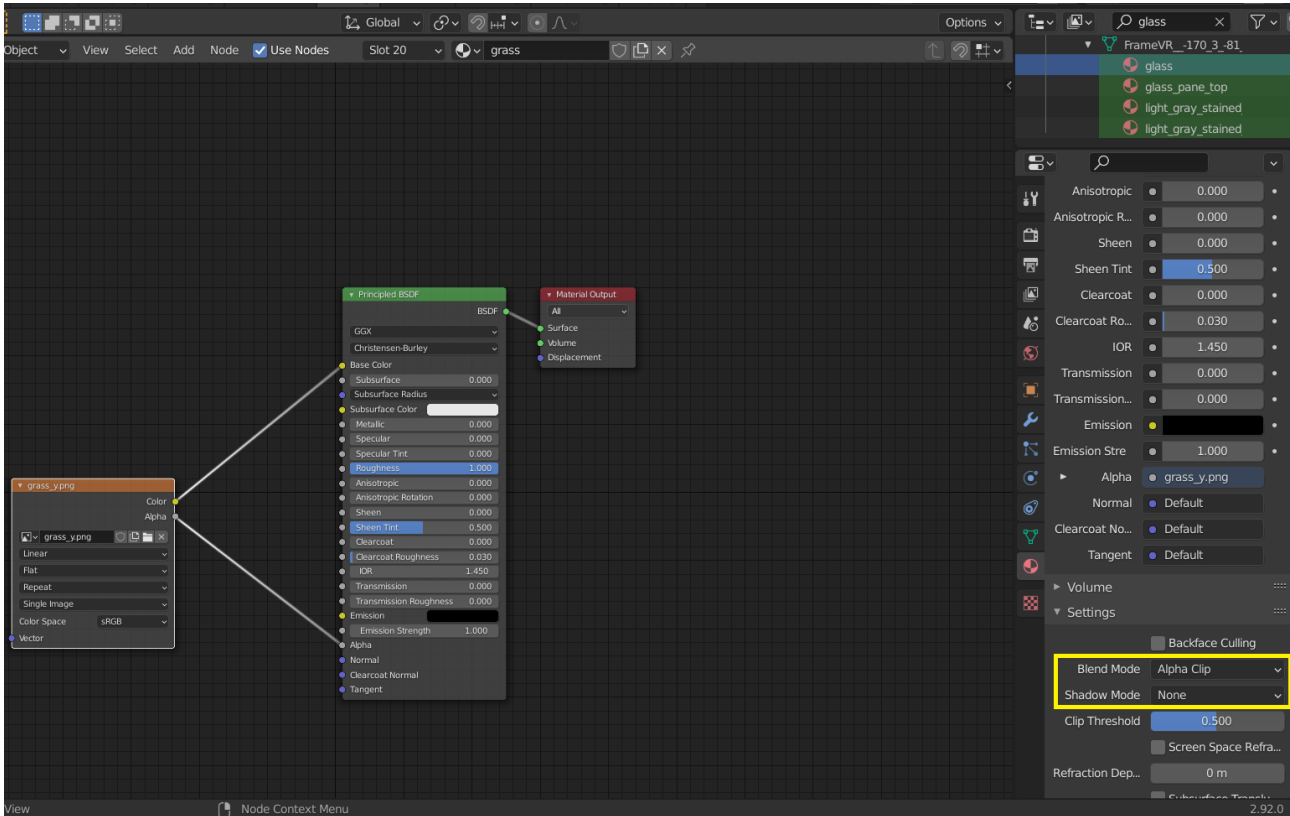 Global
Options
glass
Object View Select Add Node Use Nodes Slot 20 grass
FrameVR__-170_3_-81_
glass
glass_pane_top
light_gray_stained
light_gray_stained
Principled BSDF
BSDF
GGX
Christensen-Burley
Base Color
Subsurface 0.000
Subsurface Radius
Subsurface Color
Metallic 0.000
Specular 0.000
Specular Tint 0.000
Roughness 1.000
Anisotropic 0.000
Anisotropic Rotation 0.000
Sheen 0.000
Sheen Tint 0.500
Clearcoat 0.000
Clearcoat Roughness 0.030
IOR 1.450
Transmission 0.000
Transmission Roughness 0.000
Emission
Emission Strength 1.000
Alpha
Normal
Clearcoat Normal
Tangent
Material Output
All
Surface
Volume
Displacement
grass_y.png
Color
Alpha
grass_y.png
Linear
Flat
Repeat
Single Image
Color Space sRGB
Vector
Anisotropic 0.000
Anisotropic R... 0.000
Sheen 0.000
Sheen Tint 0.500
Clearcoat 0.000
Clearcoat Ro... 0.030
IOR 1.450
Transmission 0.000
Transmission... 0.000
Emission
Emission Stre 1.000
Alpha grass_y.png
Normal Default
Clearcoat No... Default
Tangent Default
Volume
Settings
Backface Culling
Blend Mode Alpha Clip
Shadow Mode None
Clip Threshold 0.500
Screen Space Refra...
Refraction Dep... 0 m
View Node Context Menu
2.92.0